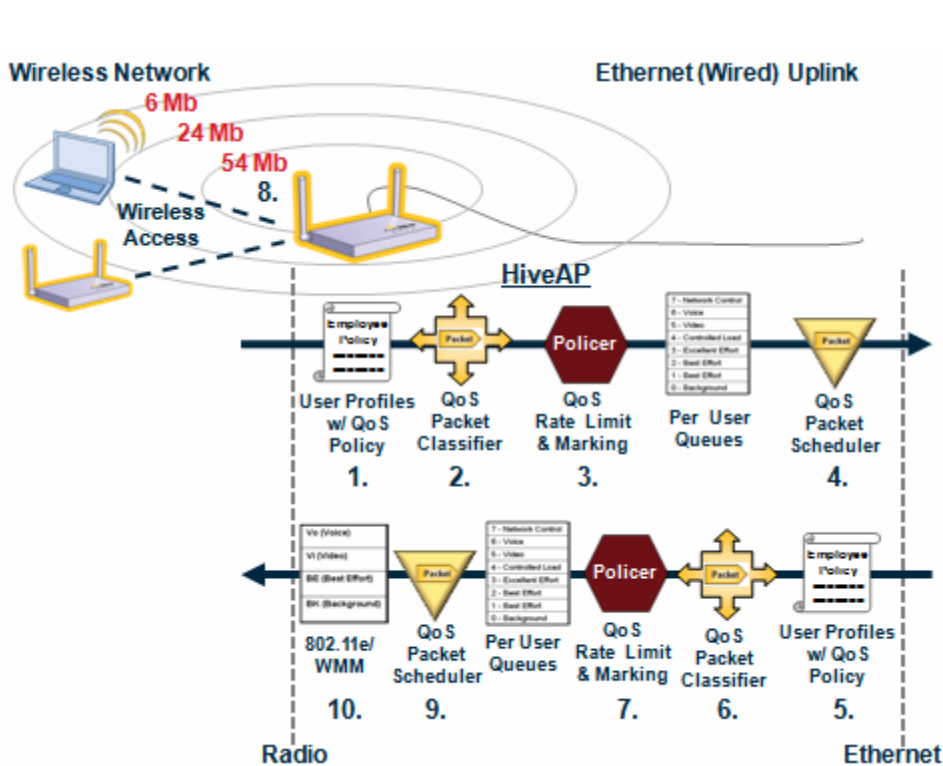 Wireless Network
Ethernet (Wired) Uplink
6 Mb
24 Mb
54 Mb
8.
Wireless
Access
HiveAP
Employee
Policy
Packet
Policer
7 - Network Control
6 - Voice
5 - Video
4 - Controlled Load
3 - Excellent Effort
2 - Best Effort
1 - Best Effort
0 - Background
Packet
User Profiles
w/ QoS
Policy
1.
QoS
Packet
Classifier
2.
QoS
Rate Limit
& Marking
3.
Per User
Queues
QoS
Packet
Scheduler
4.
Vo (Voice)
Vi (Video)
BE (Best Effort)
BK (Background)
Packet
7 - Network Control
6 - Voice
5 - Video
4 - Controlled Load
3 - Excellent Effort
2 - Best Effort
1 - Best Effort
0 - Background
Policer
Packet
Employee
Policy
802.11e/
WMM
10.
QoS
Packet
Scheduler
9.
Per User
Queues
QoS
Rate Limit
& Marking
7.
QoS
Packet
Classifier
6.
User Profiles
w/ QoS
Policy
5.
Radio
Ethernet